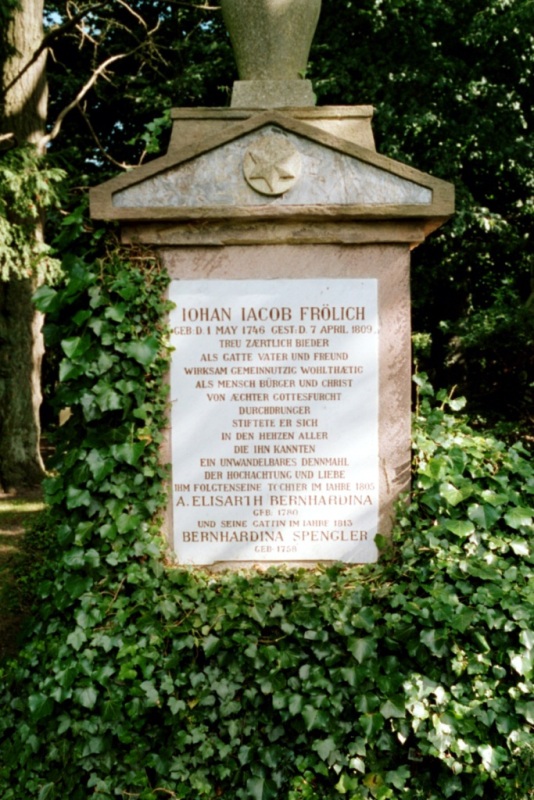 IOHAN IACOB FRÖLICH
GEB: D. 1 MAY 1746 GEST: D. 7 APRIL 1809
TREU ZÆRTLICH BIEDER
ALS GATTE VATER UND FREUND
WIRKSAM GEMEINNUTZIG WOHLTHÆTIG
ALS MENSCH BÜRGER UND CHRIST
VON ÆCHTER GOTTESFURCHT
DURCHDRUNGER
STIFTETE ER SICH
IN DEN HERZEN ALLER
DIE IHN KANNTEN
EIN UNWANDELBARES DENNMAHL
DER HOCHACHTUNG UND LIEBE
IHM FOLGTEN SEINE TOCHTER IM IAHRE 1805
A. ELISABTH BERNHARDINA
GEB: 1780
UND SEINE GATTIN IM IAHRE 1815
BERNHARDINA SPENGLER
GEB: 1758